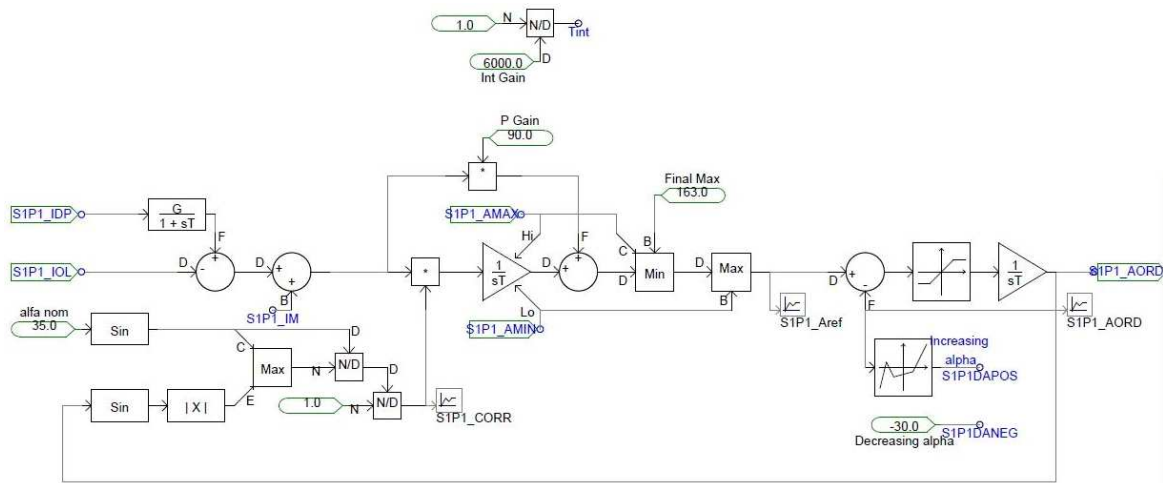 1.0 N N/D Tint
6000.0 D
Int Gain
P Gain
90.0
*
Final Max
163.0
S1P1_IDP G
1 + sT
F
S1P1_AMAX
Hi F C B
S1P1_IOL D - + D + + B
* 1
sT D + + D Min D Max D + - 1
sT S1P1_AORD
S1P1_IM
Lo B F
S1P1_AMIN S1P1_Aref S1P1_AORD
alfa nom
35.0 Sin
C D
Max N N/D D
Increasing
alpha
S1P1DAPOS
Sin | X | E 1.0 N N/D S1P1_CORR
-30.0 S1P1DANEG
Decreasing alpha